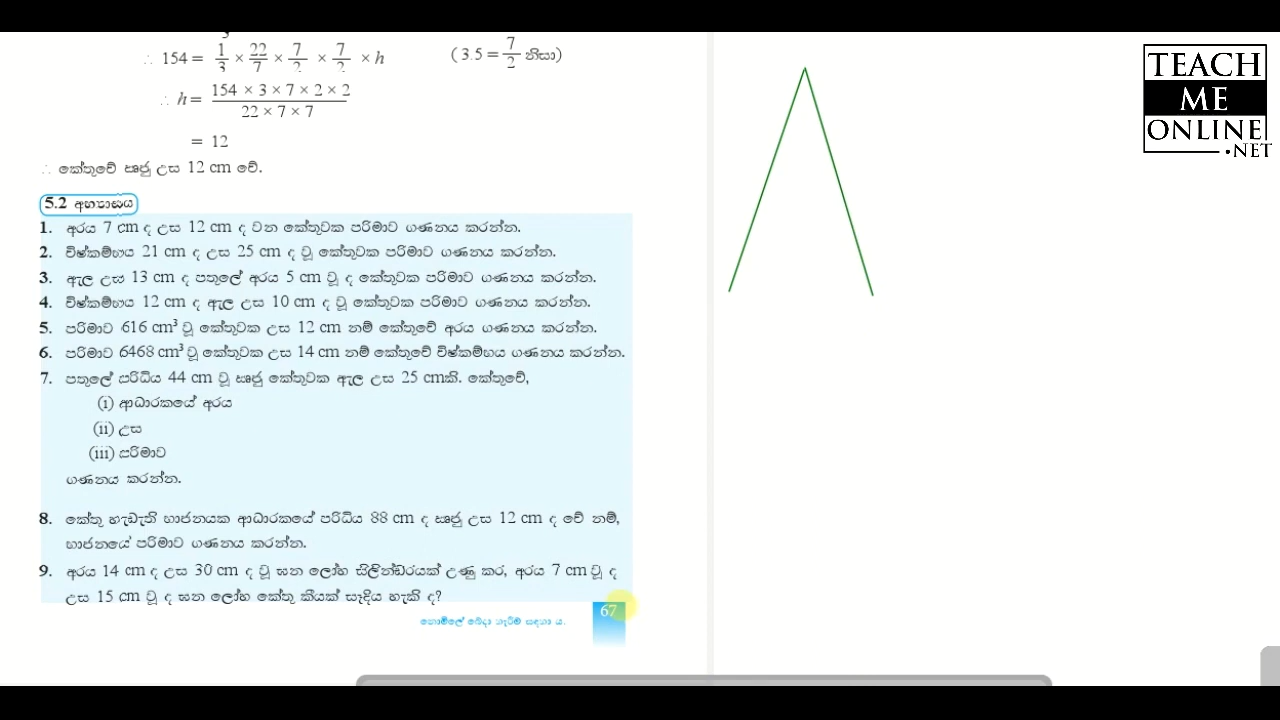 ∴ 154 = 1/3 × 22/7 × 7/2 × 7/2 × h (3.5 = 7/2 නිසා)
∴ h = 154 × 3 × 7 × 2 × 2 / 22 × 7 × 7
= 12
∴ කේතුවේ ඍජු උස 12 cm වේ.
5.2 අභ්‍යාසය
1. අරය 7 cm ද උස 12 cm ද වන කේතුවක පරිමාව ගණනය කරන්න.
2. විෂ්කම්භය 21 cm ද උස 25 cm ද වූ කේතුවක පරිමාව ගණනය කරන්න.
3. ඇල උස 13 cm ද පතුලේ අරය 5 cm වූ ද කේතුවක පරිමාව ගණනය කරන්න.
4. විෂ්කම්භය 12 cm ද ඇල උස 10 cm ද වූ කේතුවක පරිමාව ගණනය කරන්න.
5. පරිමාව 616 cm³ වූ කේතුවක උස 12 cm නම් කේතුවේ අරය ගණනය කරන්න.
6. පරිමාව 6468 cm³ වූ කේතුවක උස 14 cm නම් කේතුවේ විෂ්කම්භය ගණනය කරන්න.
7. පතුලේ පරිධිය 44 cm වූ ඍජු කේතුවක ඇල උස 25 cmකි. කේතුවේ,
(i) ආධාරකයේ අරය
(ii) උස
(iii) පරිමාව
ගණනය කරන්න.
8. කේතු හැඩැති භාජනයක ආධාරකයේ පරිධිය 88 cm ද ඍජු උස 12 cm ද වේ නම්,
භාජනයේ පරිමාව ගණනය කරන්න.
9. අරය 14 cm ද උස 30 cm ද වූ ඝන ලෝහ සිලින්ඩරයක් උණු කර, අරය 7 cm වූ ද
උස 15 cm වූ ද ඝන ලෝහ කේතු කීයක් සෑදිය හැකි ද?
නොමිලේ බෙදා හැරීම සඳහා ය.
67
TEACH
ME
ONLINE
.NET